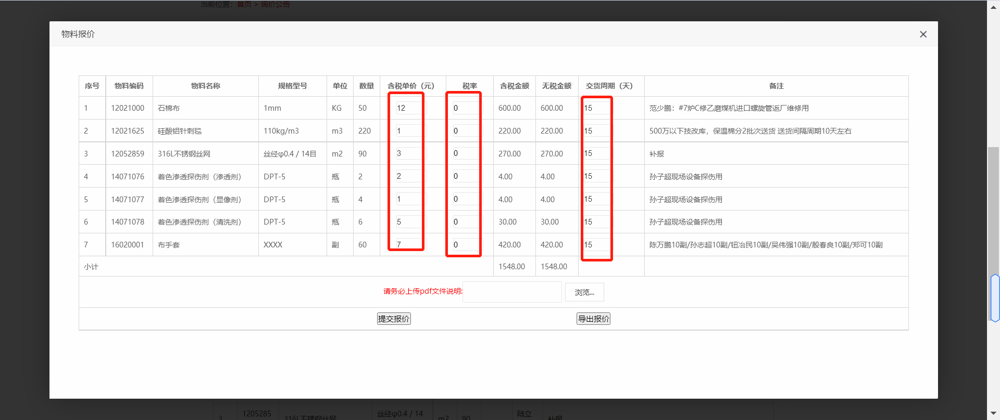 当前位置：首页 > 询价公告
物料报价
序号 物料编码 物料名称 规格型号 单位 数量 含税单价（元） 税率 含税金额 无税金额 交货周期（天） 备注
1 12021000 石棉布 1mm KG 50 12 0 600.00 600.00 15 范少鹏：#7炉C修乙磨煤机进口螺旋管返厂维修用
2 12021625 硅酸铝针刺毯 110kg/m3 m3 220 1 0 220.00 220.00 15 500万以下技改库，保温棉分2批次送货 送货间隔周期10天左右
3 12052859 316L不锈钢丝网 丝经φ0.4 / 14目 m2 90 3 0 270.00 270.00 15 补报
4 14071076 着色渗透探伤剂（渗透剂） DPT-5 瓶 2 2 0 4.00 4.00 15 孙子超现场设备探伤用
5 14071077 着色渗透探伤剂（显像剂） DPT-5 瓶 4 1 0 4.00 4.00 15 孙子超现场设备探伤用
6 14071078 着色渗透探伤剂（清洗剂） DPT-5 瓶 6 5 0 30.00 30.00 15 孙子超现场设备探伤用
7 16020001 布手套 XXXX 副 60 7 0 420.00 420.00 15 陈万鹏10副/孙志超10副/钮冶民10副/吴伟强10副/殷春良10副/郑可10副
小计 1548.00 1548.00
请务必上传pdf文件说明: 浏览...
提交报价 导出报价
1205285 丝经φ0.4 / 14 陆立
3 316L不锈钢丝网 m2 90 补报